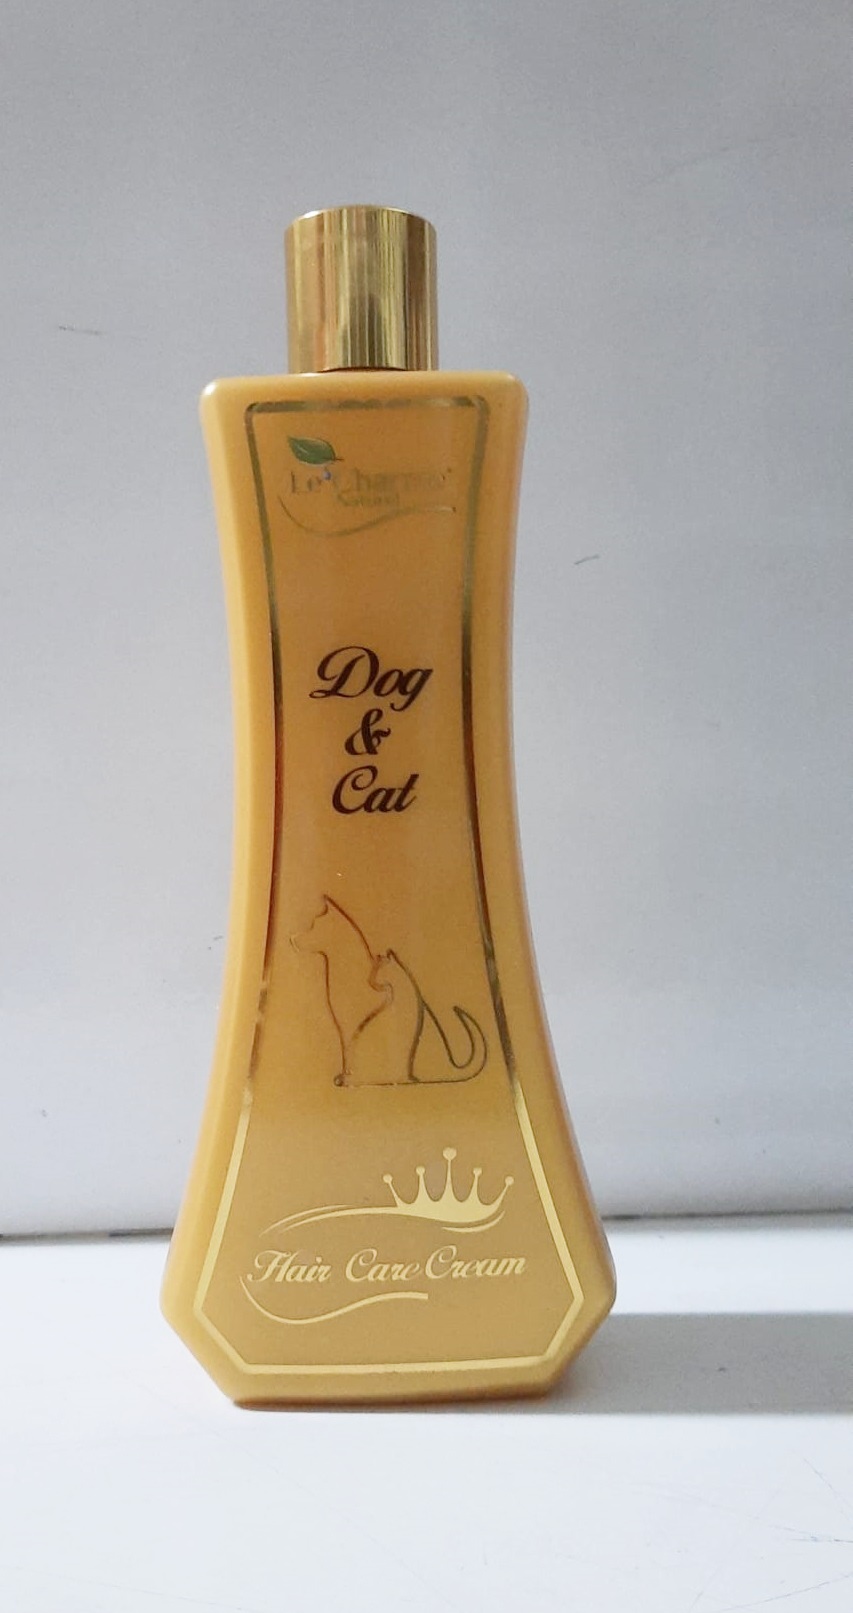 Le'Charme
Natural
Dog
&
Cat
Hair Care Cream